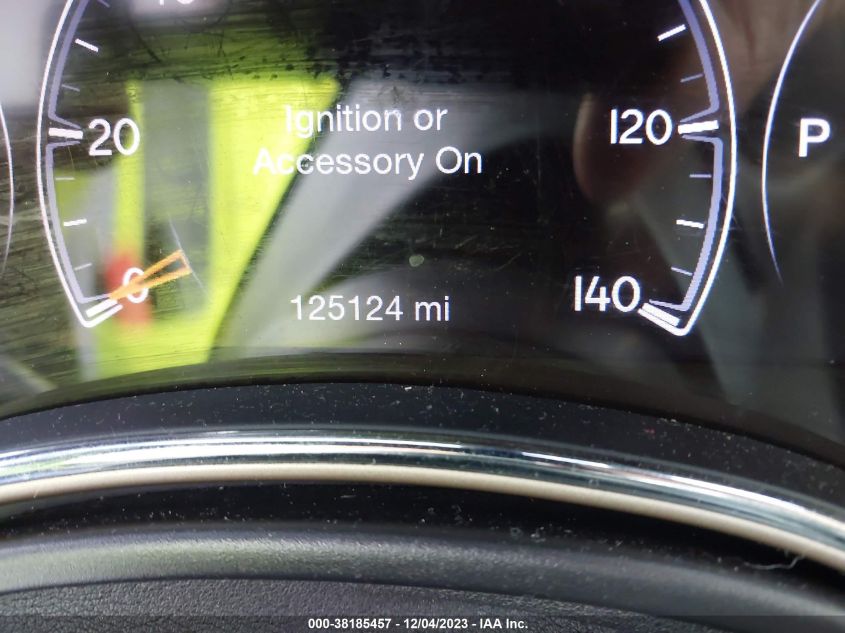 Ignition or
20
120
P
Accessory On
0
125124 mi
140
000-38185457 - 12/04/2023 - IAA Inc.